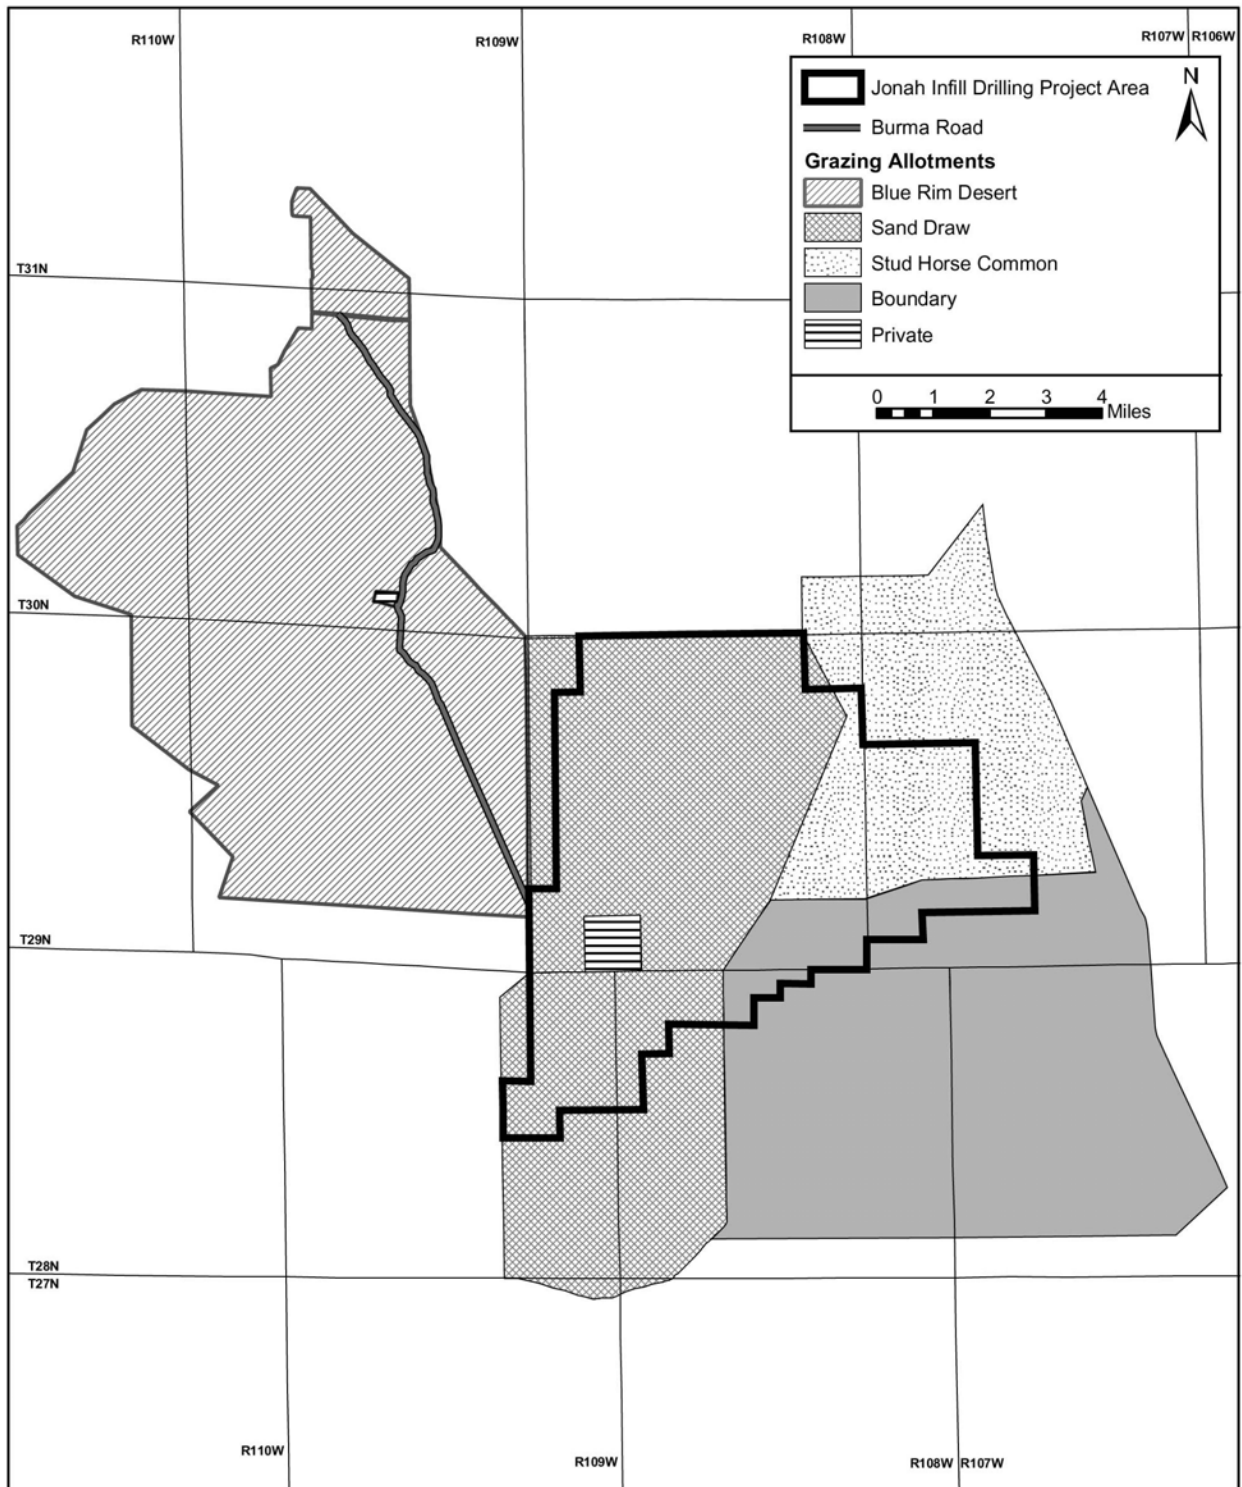 R110W
R109W
R108W
R107W R106W
Jonah Infill Drilling Project Area
N
Burma Road
Grazing Allotments
Blue Rim Desert
Sand Draw
Stud Horse Common
Boundary
Private
0 1 2 3 4
Miles
T31N
T30N
T29N
T28N
T27N
R110W
R109W
R108W R107W